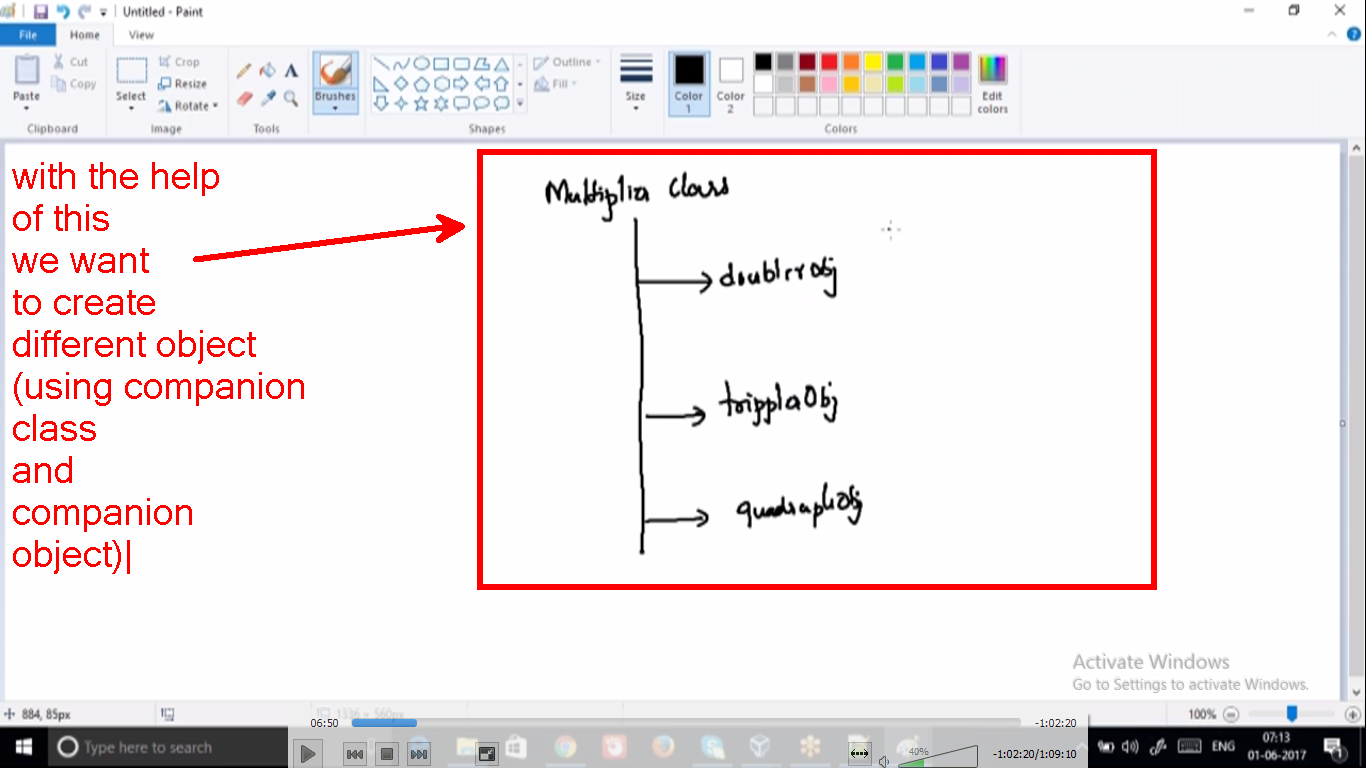 Untitled - Paint
File Home View
Cut
Copy
Paste
Clipboard
Crop
Resize
Rotate
Select
Image
Tools
Brushes
Outline
Fill
Shapes
Size
Color 1
Color 2
Edit colors
Colors
with the help
of this
we want
to create
different object
(using companion
class
and
companion
object)
Multiplier class
doublerObj
tripplerObj
Activate Windows
Go to Settings to activate Windows.
884, 85px
1336 × 560px
100%
06:50
-1:02:20
Type here to search
40%
-1:02:20/1:09:10
ENG
07:13
01-06-2017